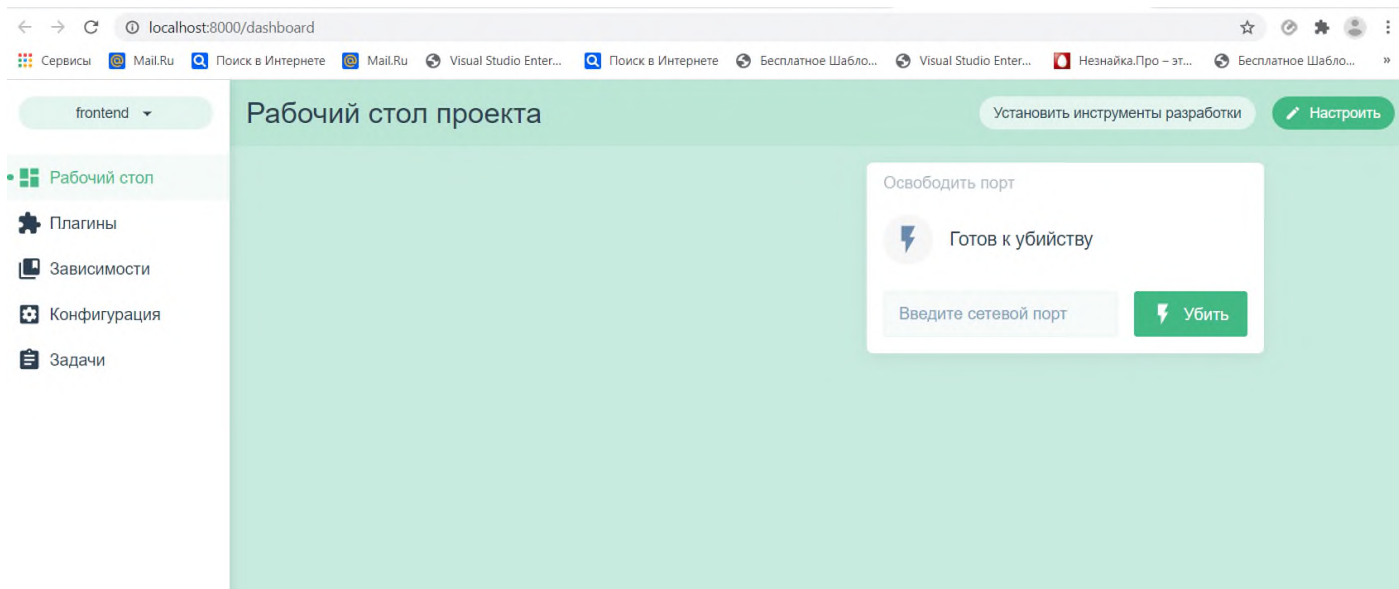 localhost:8000/dashboard
Сервисы Mail.Ru Поиск в Интернете Mail.Ru Visual Studio Enter... Поиск в Интернете Бесплатное Шабло... Visual Studio Enter... Незнайка.Про – эт... Бесплатное Шабло... »
frontend
Рабочий стол проекта
Установить инструменты разработки
Настроить
Рабочий стол
Плагины
Зависимости
Конфигурация
Задачи
Освободить порт
Готов к убийству
Введите сетевой порт
Убить